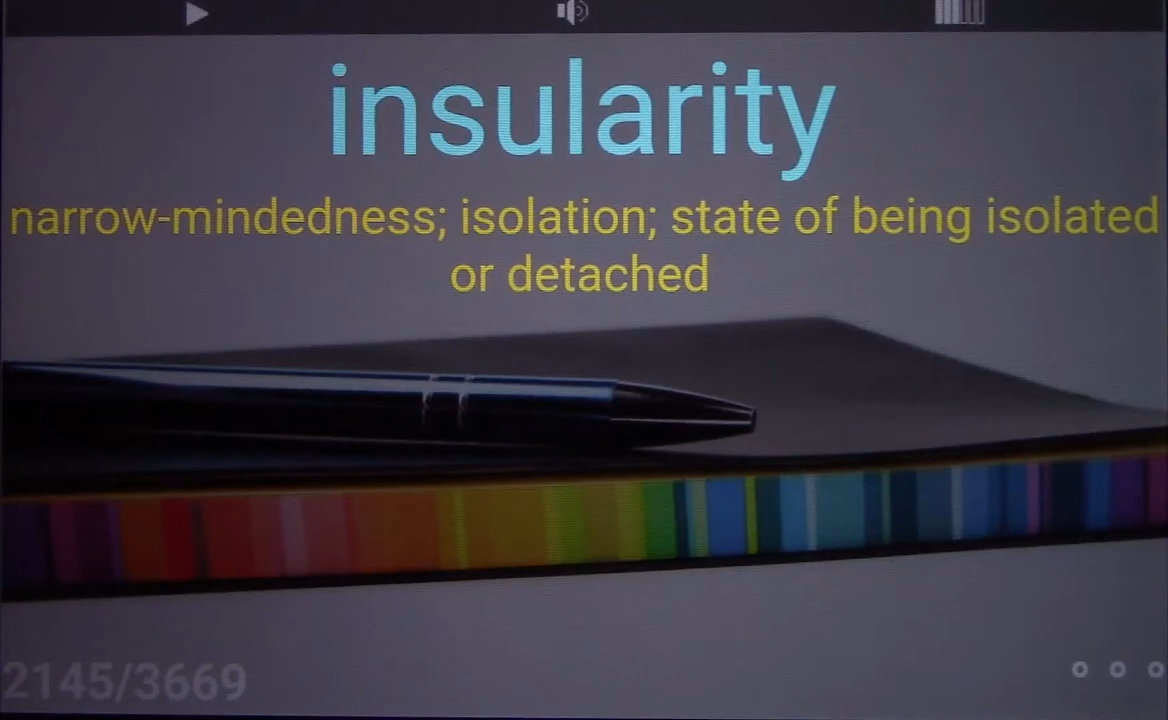 insularity
narrow-mindedness; isolation; state of being isolated
or detached
2145/3669